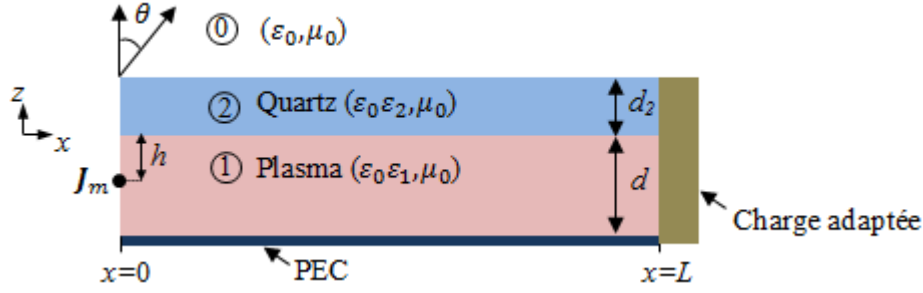 θ
⓪ (ε₀,μ₀)
z
x
② Quartz (ε₀ε₂,μ₀)
d₂
h
Jₘ
① Plasma (ε₀ε₁,μ₀)
d
Charge adaptée
x=0
PEC
x=L